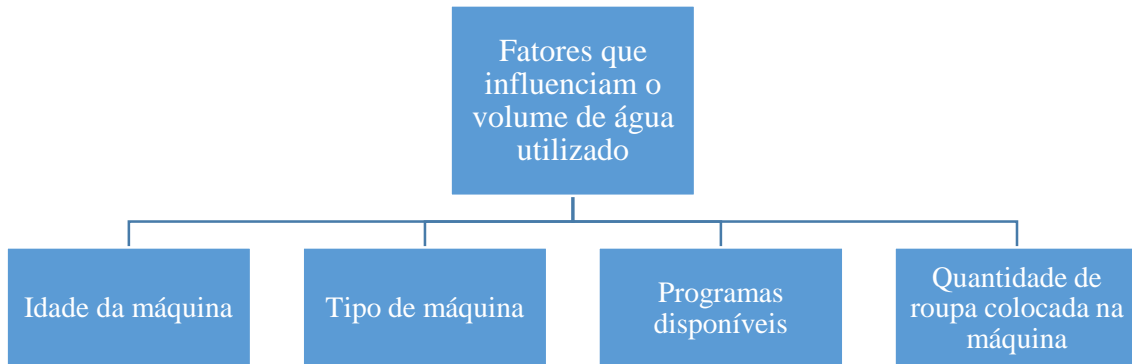 Fatores que
influenciam o
volume de água
utilizado
Idade da máquina
Tipo de máquina
Programas
disponíveis
Quantidade de
roupa colocada na
máquina